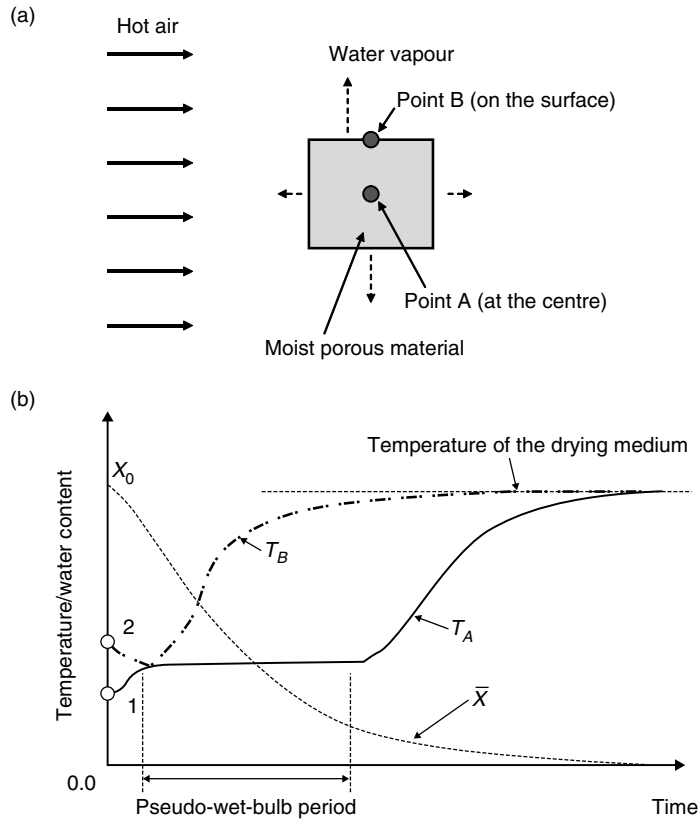 (a)
Hot air
Water vapour
Point B (on the surface)
Point A (at the centre)
Moist porous material
(b)
Temperature/water content
X0
Temperature of the drying medium
TB
2
TA
1
X̄
0.0
Pseudo-wet-bulb period
Time